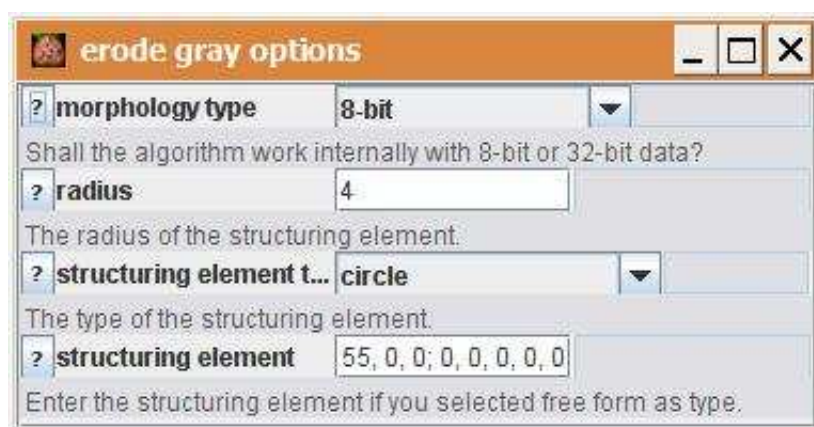 erode gray options
? morphology type 8-bit
Shall the algorithm work internally with 8-bit or 32-bit data?
? radius 4
The radius of the structuring element.
? structuring element t... circle
The type of the structuring element.
? structuring element 55, 0, 0; 0, 0, 0, 0, 0
Enter the structuring element if you selected free form as type.